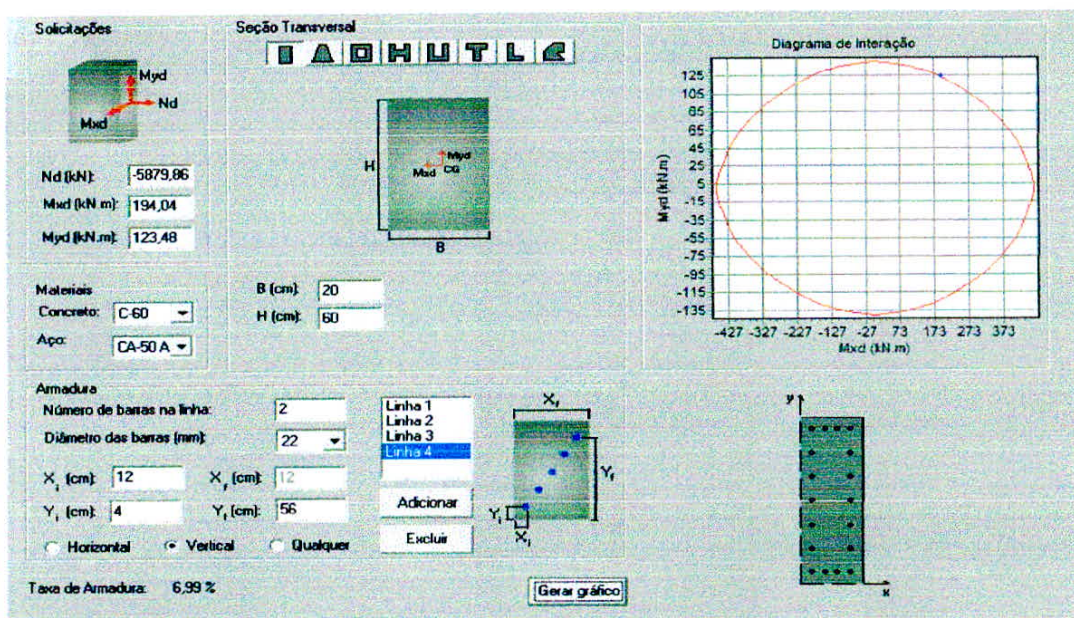 Solicitações
Myd
Nd
Mxd
Nd (kN): -5879,86
Mxd (kN.m): 194,04
Myd (kN.m): 123,48
Seção Transversal
H
Myd
Mxd CG
B
B (cm): 20
H (cm): 60
Diagrama de Interação
125
105
85
65
45
25
5
-15
-35
-55
-75
-95
-115
-135
Myd (kN.m)
-427 -327 -227 -127 -27 73 173 273 373
Mxd (kN.m)
Materiais
Concreto: C-60
Aço: CA-50 A
Armadura
Número de barras na linha: 2
Diâmetro das barras (mm): 22
Xi (cm): 12 Xf (cm): 12
Yi (cm): 4 Yf (cm): 56
Horizontal Vertical Qualquer
Linha 1
Linha 2
Linha 3
Linha 4
Adicionar
Excluir
Xf
Yf
Yi
Xi
y
x
Taxa de Armadura: 6,99 %
Gerar gráfico